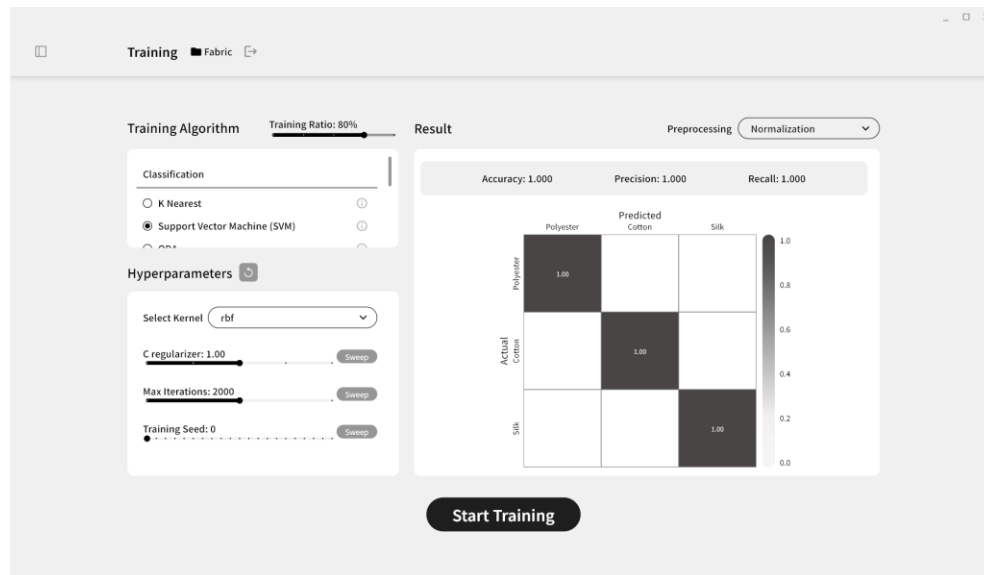 Training Fabric
Training Algorithm
Training Ratio: 80%
Classification
K Nearest
Support Vector Machine (SVM)
Hyperparameters
Select Kernel rbf
C regularizer: 1.00 Sweep
Max Iterations: 2000 Sweep
Training Seed: 0 Sweep
Result
Preprocessing Normalization
Accuracy: 1.000 Precision: 1.000 Recall: 1.000
Predicted
Polyester Cotton Silk
Actual
Polyester
Cotton
Silk
1.00
1.00
1.00
1.0
0.8
0.6
0.4
0.2
0.0
Start Training